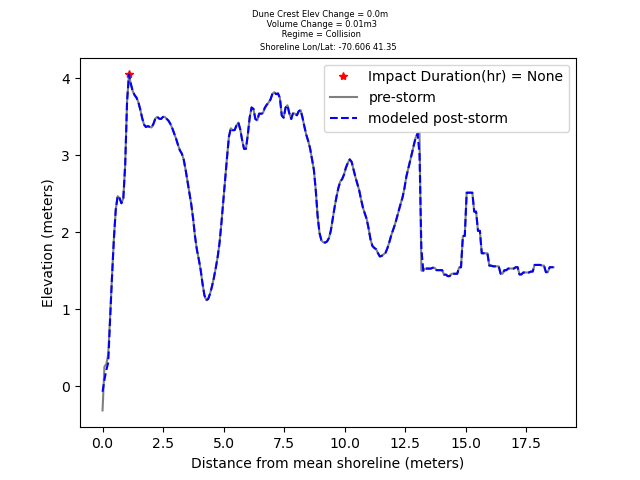 Dune Crest Elev Change = 0.0m
Volume Change = 0.01m3
Regime = Collision
Shoreline Lon/Lat: -70.606 41.35
Impact Duration(hr) = None
pre-storm
modeled post-storm
Elevation (meters)
4
3
2
1
0
0.0 2.5 5.0 7.5 10.0 12.5 15.0 17.5
Distance from mean shoreline (meters)